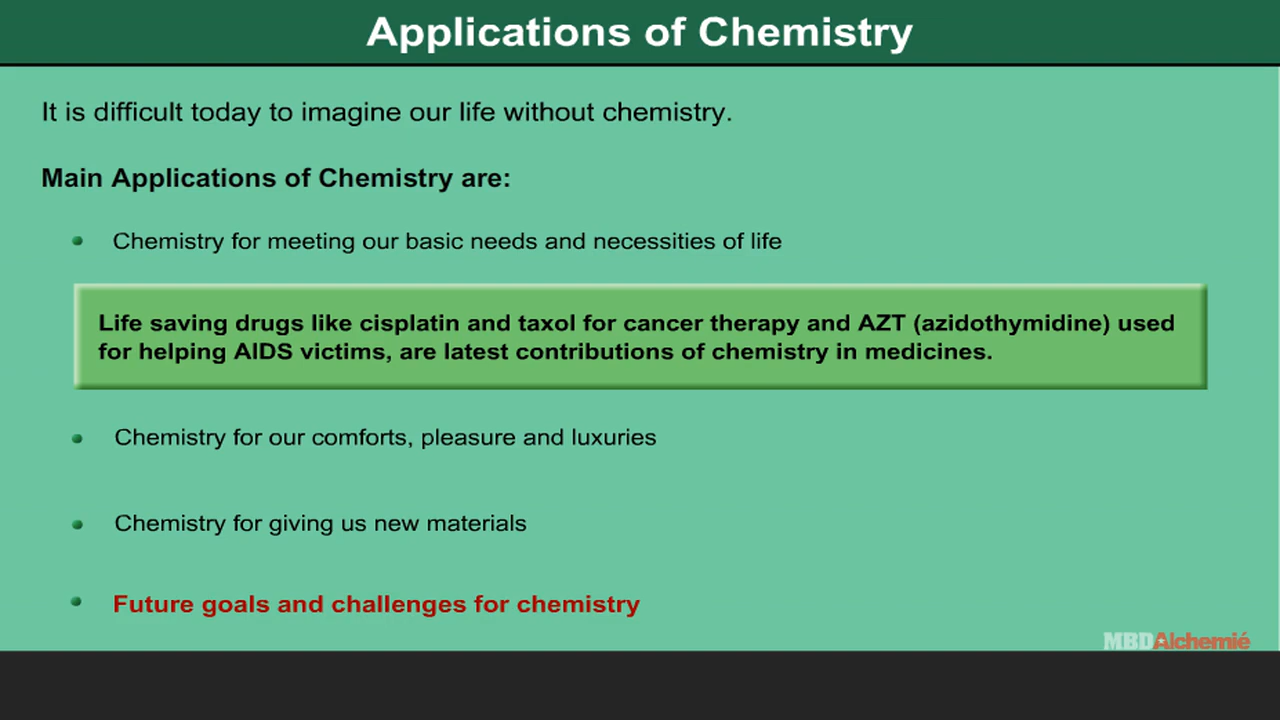 Applications of Chemistry
It is difficult today to imagine our life without chemistry.
Main Applications of Chemistry are:
Chemistry for meeting our basic needs and necessities of life
Life saving drugs like cisplatin and taxol for cancer therapy and AZT (azidothymidine) used
for helping AIDS victims, are latest contributions of chemistry in medicines.
Chemistry for our comforts, pleasure and luxuries
Chemistry for giving us new materials
Future goals and challenges for chemistry
MBDAlchemié